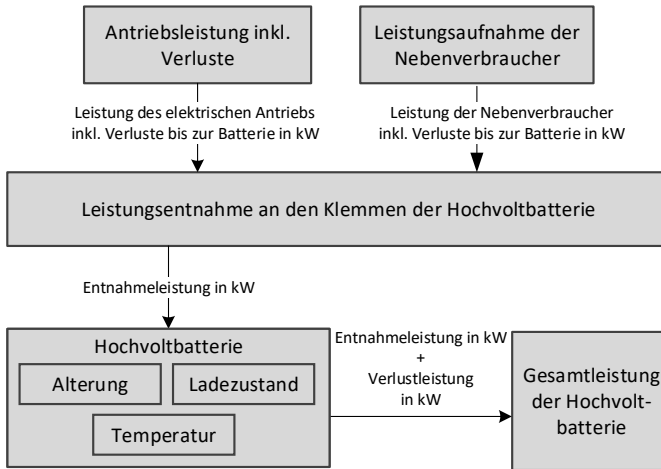 Antriebsleistung inkl.
Verluste
Leistungsaufnahme der
Nebenverbraucher
Leistung des elektrischen Antriebs
inkl. Verluste bis zur Batterie in kW
Leistung der Nebenverbraucher
inkl. Verluste bis zur Batterie in kW
Leistungsentnahme an den Klemmen der Hochvoltbatterie
Entnahmeleistung in kW
Hochvoltbatterie
Alterung
Ladezustand
Temperatur
Entnahmeleistung in kW
+
Verlustleistung
in kW
Gesamtleistung
der Hochvolt-
batterie